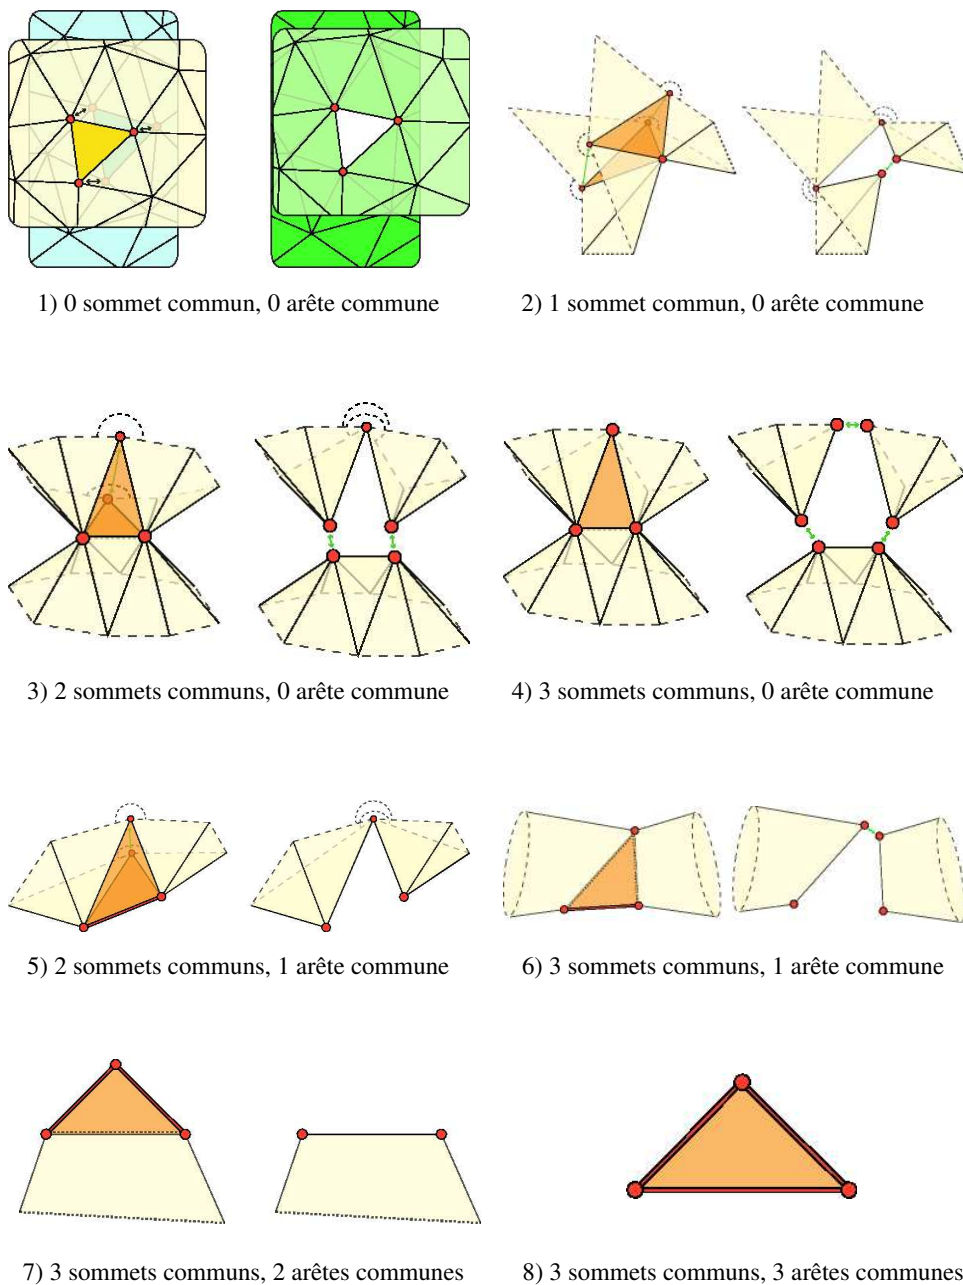 1) 0 sommet commun, 0 arête commune
2) 1 sommet commun, 0 arête commune
3) 2 sommets communs, 0 arête commune
4) 3 sommets communs, 0 arête commune
5) 2 sommets communs, 1 arête commune
6) 3 sommets communs, 1 arête commune
7) 3 sommets communs, 2 arêtes communes
8) 3 sommets communs, 3 arêtes communes